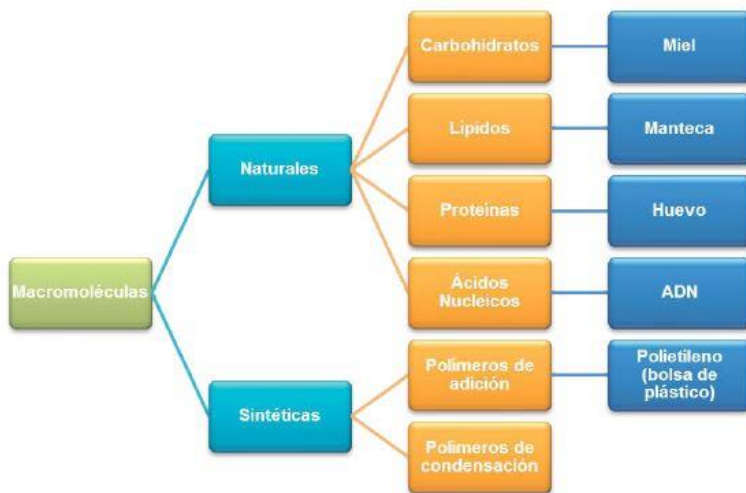 Macromoléculas
Naturales
Carbohidratos
Miel
Lípidos
Manteca
Proteínas
Huevo
Ácidos
Nucleicos
ADN
Sintéticas
Polímeros de
adición
Polietileno
(bolsa de
plástico)
Polímeros de
condensación